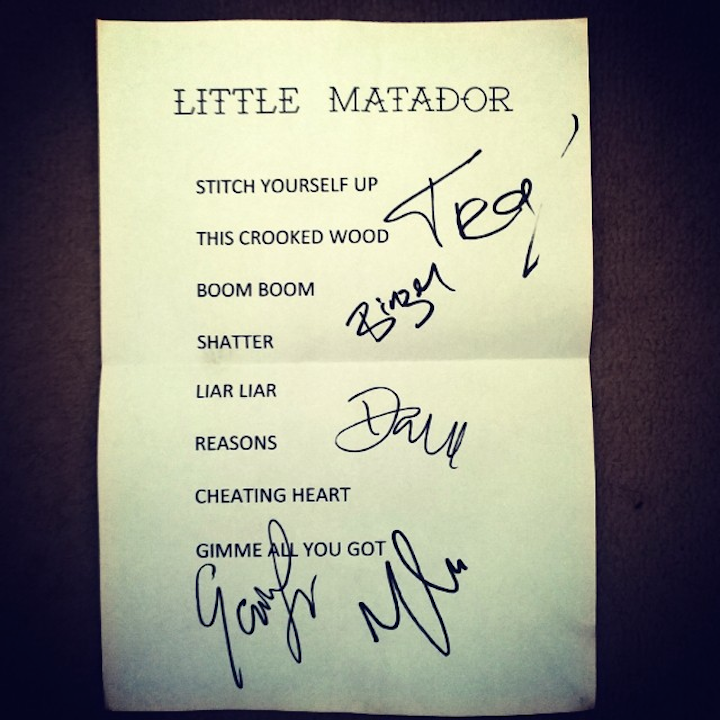 LITTLE MATADOR
STITCH YOURSELF UP
THIS CROOKED WOOD
BOOM BOOM
SHATTER
LIAR LIAR
REASONS
CHEATING HEART
GIMME ALL YOU GOT